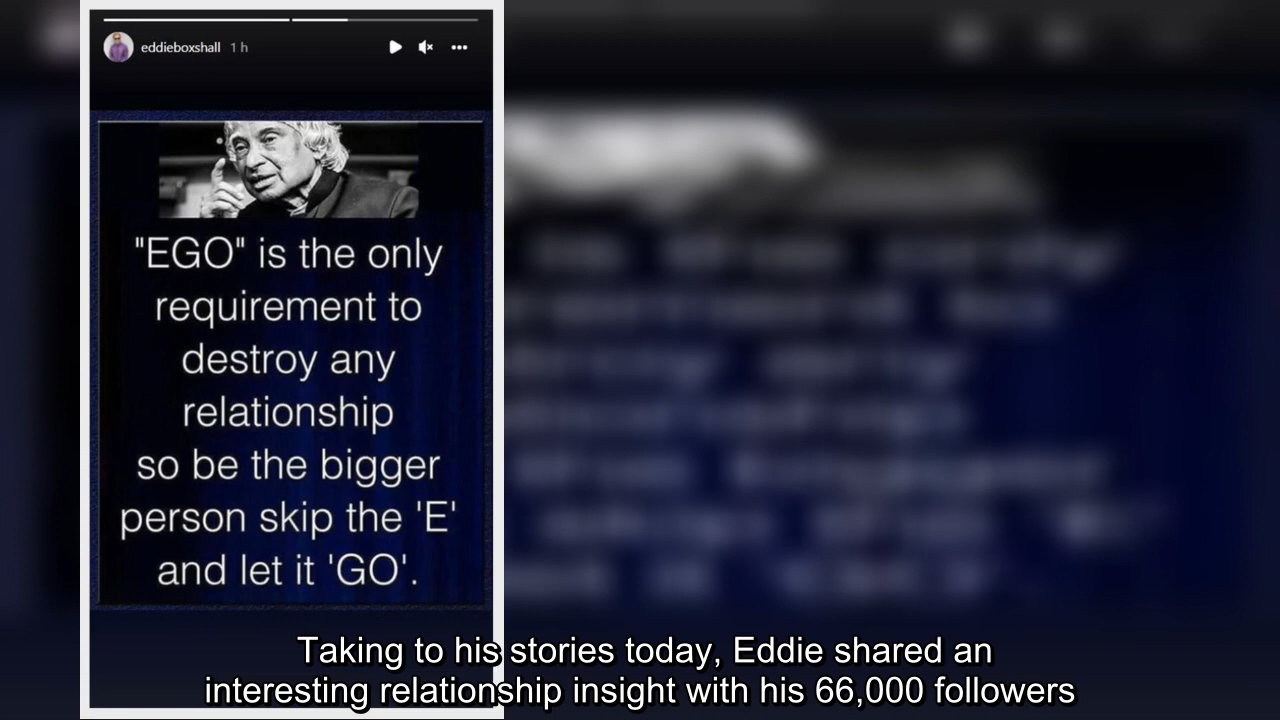 eddieboxshall 1 h
"EGO" is the only
requirement to
destroy any
relationship
so be the bigger
person skip the 'E'
and let it 'GO'.
Taking to his stories today, Eddie shared an
interesting relationship insight with his 66,000 followers